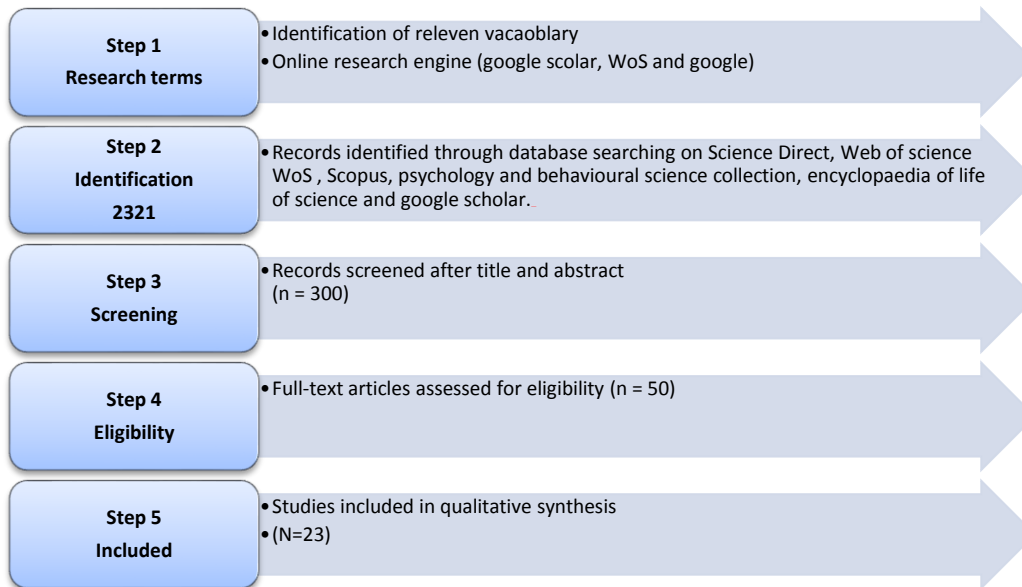 Step 1
Research terms
•Identification of releven vacaoblary
•Online research engine (google scolar, WoS and google)
Step 2
Identification
2321
•Records identified through database searching on Science Direct, Web of science
WoS , Scopus, psychology and behavioural science collection, encyclopaedia of life
of science and google scholar.
Step 3
Screening
•Records screened after title and abstract
(n = 300)
Step 4
Eligibility
•Full-text articles assessed for eligibility (n = 50)
Step 5
Included
•Studies included in qualitative synthesis
•(N=23)